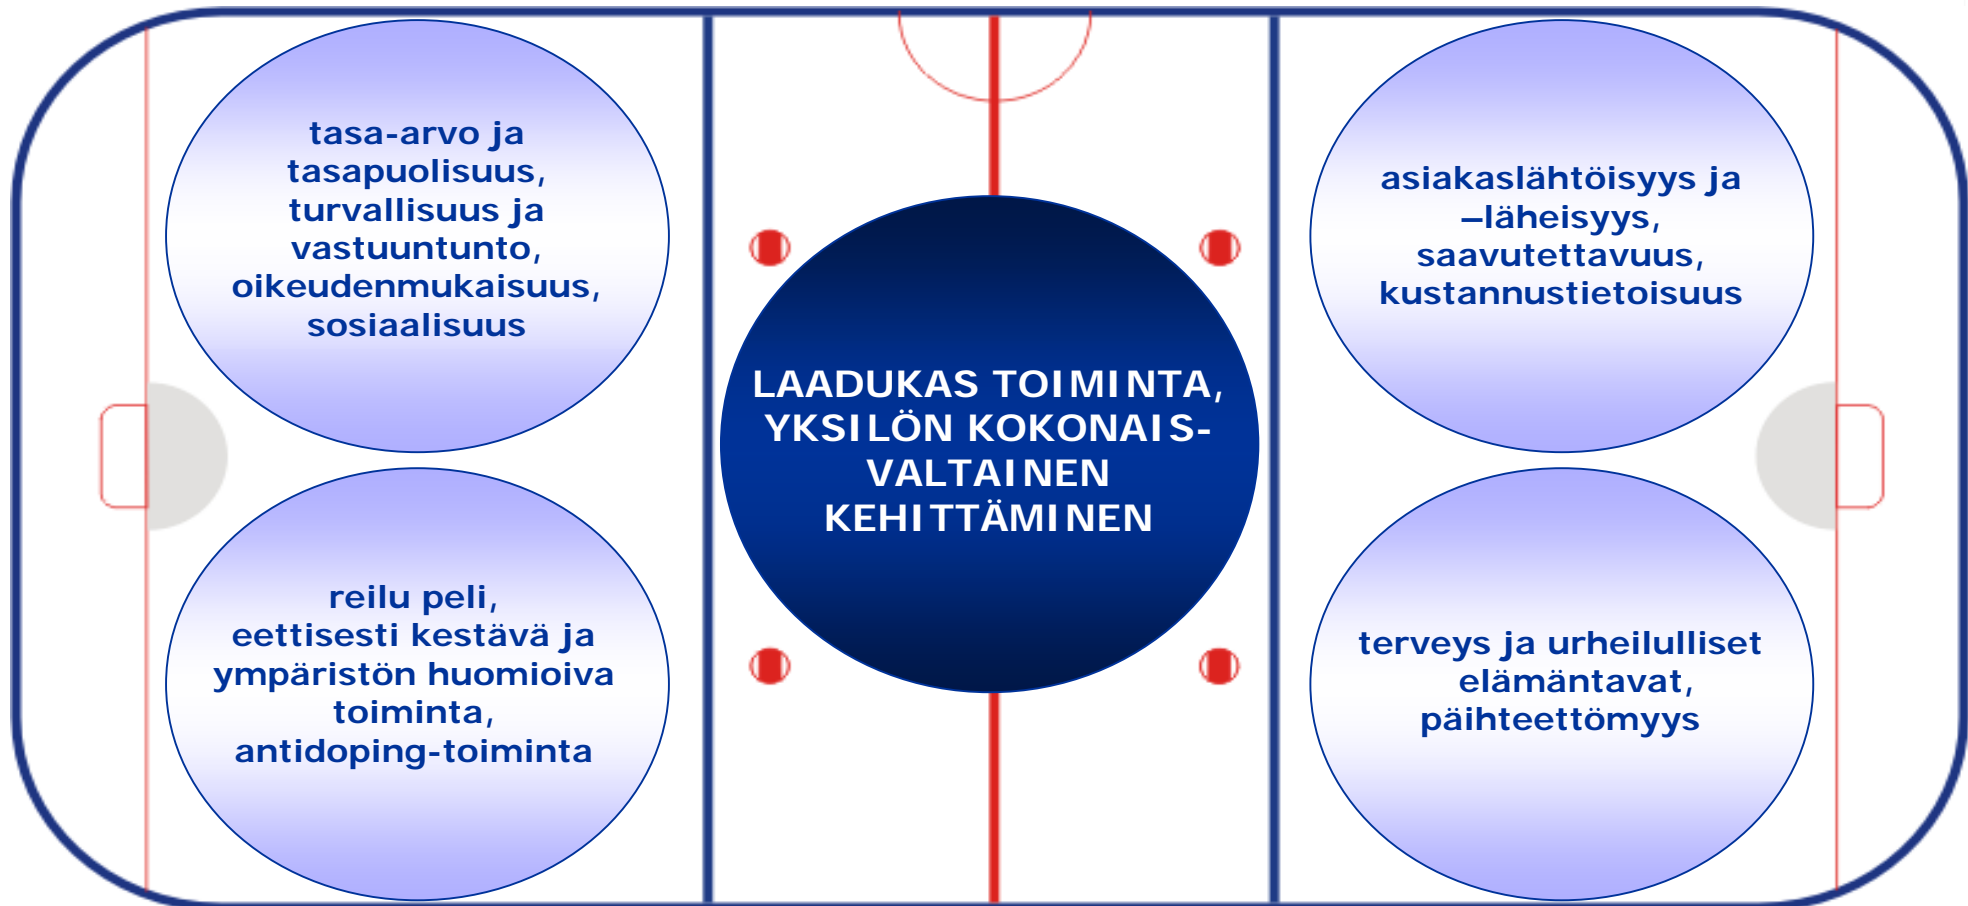 tasa-arvo ja
tasapuolisuus,
turvallisuus ja
vastuuntunto,
oikeudenmukaisuus,
sosiaalisuus
asiakaslähtöisyys ja
–läheisyys,
saavutettavuus,
kustannustietoisuus
LAADUKAS TOIMINTA,
YKSILÖN KOKONAIS-
VALTAINEN
KEHITTÄMINEN
reilu peli,
eettisesti kestävä ja
ympäristön huomioiva
toiminta,
antidoping-toiminta
terveys ja urheilulliset
elämäntavat,
päihteettömyys